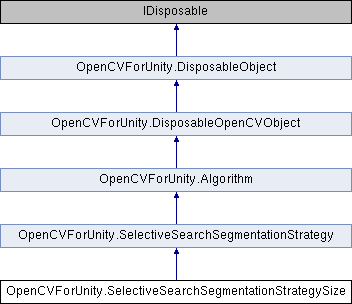 IDisposable
OpenCVForUnity.DisposableObject
OpenCVForUnity.DisposableOpenCVObject
OpenCVForUnity.Algorithm
OpenCVForUnity.SelectiveSearchSegmentationStrategy
OpenCVForUnity.SelectiveSearchSegmentationStrategySize